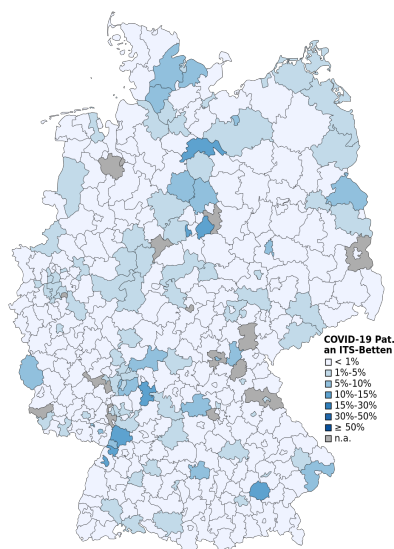 COVID-19 Pat.
an ITS-Betten
< 1%
1%-5%
5%-10%
10%-15%
15%-30%
30%-50%
≥ 50%
n.a.